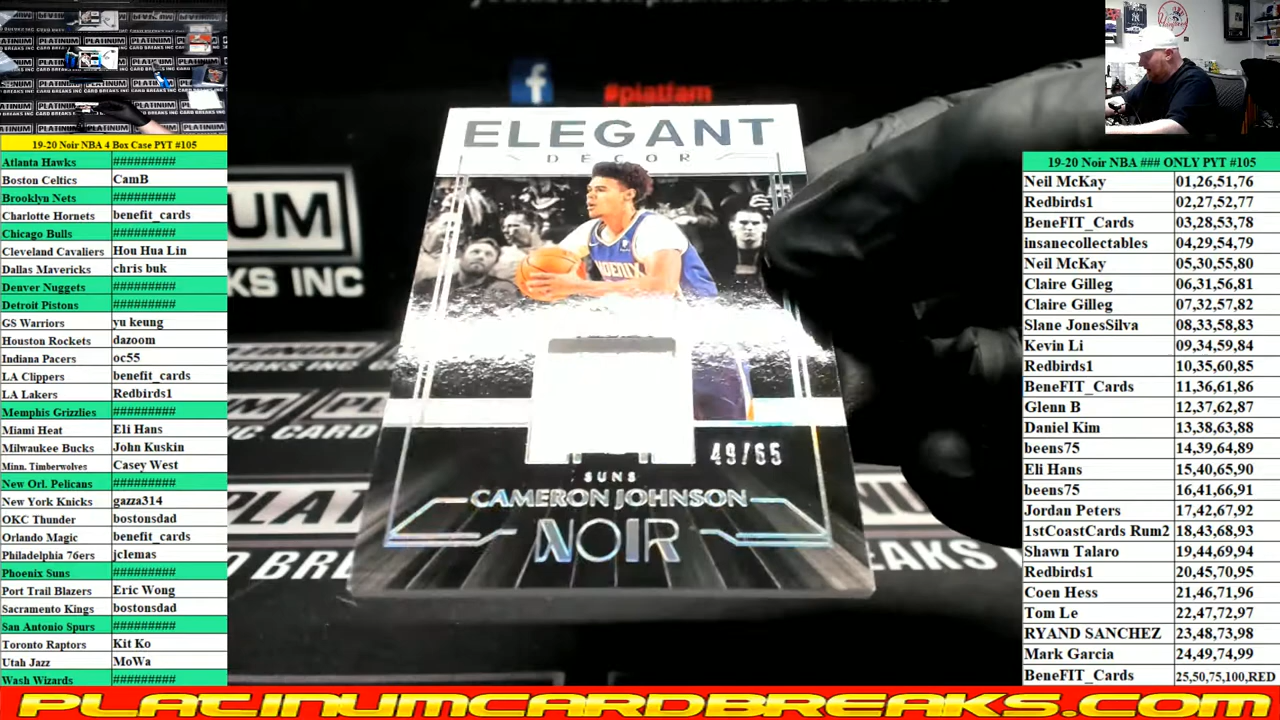 #platfam
ELEGANT
DECOR
PHOENIX
49/65
SUNS
CAMERON JOHNSON
NOIR
19-20 Noir NBA 4 Box Case PYT #105
Atlanta Hawks #########
Boston Celtics CamB
Brooklyn Nets #########
Charlotte Hornets benefit_cards
Chicago Bulls #########
Cleveland Cavaliers Hou Hua Lin
Dallas Mavericks chris buk
Denver Nuggets #########
Detroit Pistons #########
GS Warriors yu keung
Houston Rockets dazoom
Indiana Pacers oc55
LA Clippers benefit_cards
LA Lakers Redbirds1
Memphis Grizzlies #########
Miami Heat Eli Hans
Milwaukee Bucks John Kuskin
Minn. Timberwolves Casey West
New Orl. Pelicans #########
New York Knicks gazza314
OKC Thunder bostonsdad
Orlando Magic benefit_cards
Philadelphia 76ers jc1emas
Phoenix Suns #########
Port Trail Blazers Eric Wong
Sacramento Kings bostonsdad
San Antonio Spurs #########
Toronto Raptors Kit Ko
Utah Jazz MoWa
Wash Wizards #########
19-20 Noir NBA ### ONLY PYT #105
Neil McKay 01,26,51,76
Redbirds1 02,27,52,77
BeneFIT_Cards 03,28,53,78
insanecollectables 04,29,54,79
Neil McKay 05,30,55,80
Claire Gilleg 06,31,56,81
Claire Gilleg 07,32,57,82
Slane JonesSilva 08,33,58,83
Kevin Li 09,34,59,84
Redbirds1 10,35,60,85
BeneFIT_Cards 11,36,61,86
Glenn B 12,37,62,87
Daniel Kim 13,38,63,88
beens75 14,39,64,89
Eli Hans 15,40,65,90
beens75 16,41,66,91
Jordan Peters 17,42,67,92
1stCoastCards Rum2 18,43,68,93
Shawn Talaro 19,44,69,94
Redbirds1 20,45,70,95
Coen Hess 21,46,71,96
Tom Le 22,47,72,97
RYAND SANCHEZ 23,48,73,98
Mark Garcia 24,49,74,99
BeneFIT_Cards 25,50,75,100,RED
PLATINUMCARDBREAKS.COM